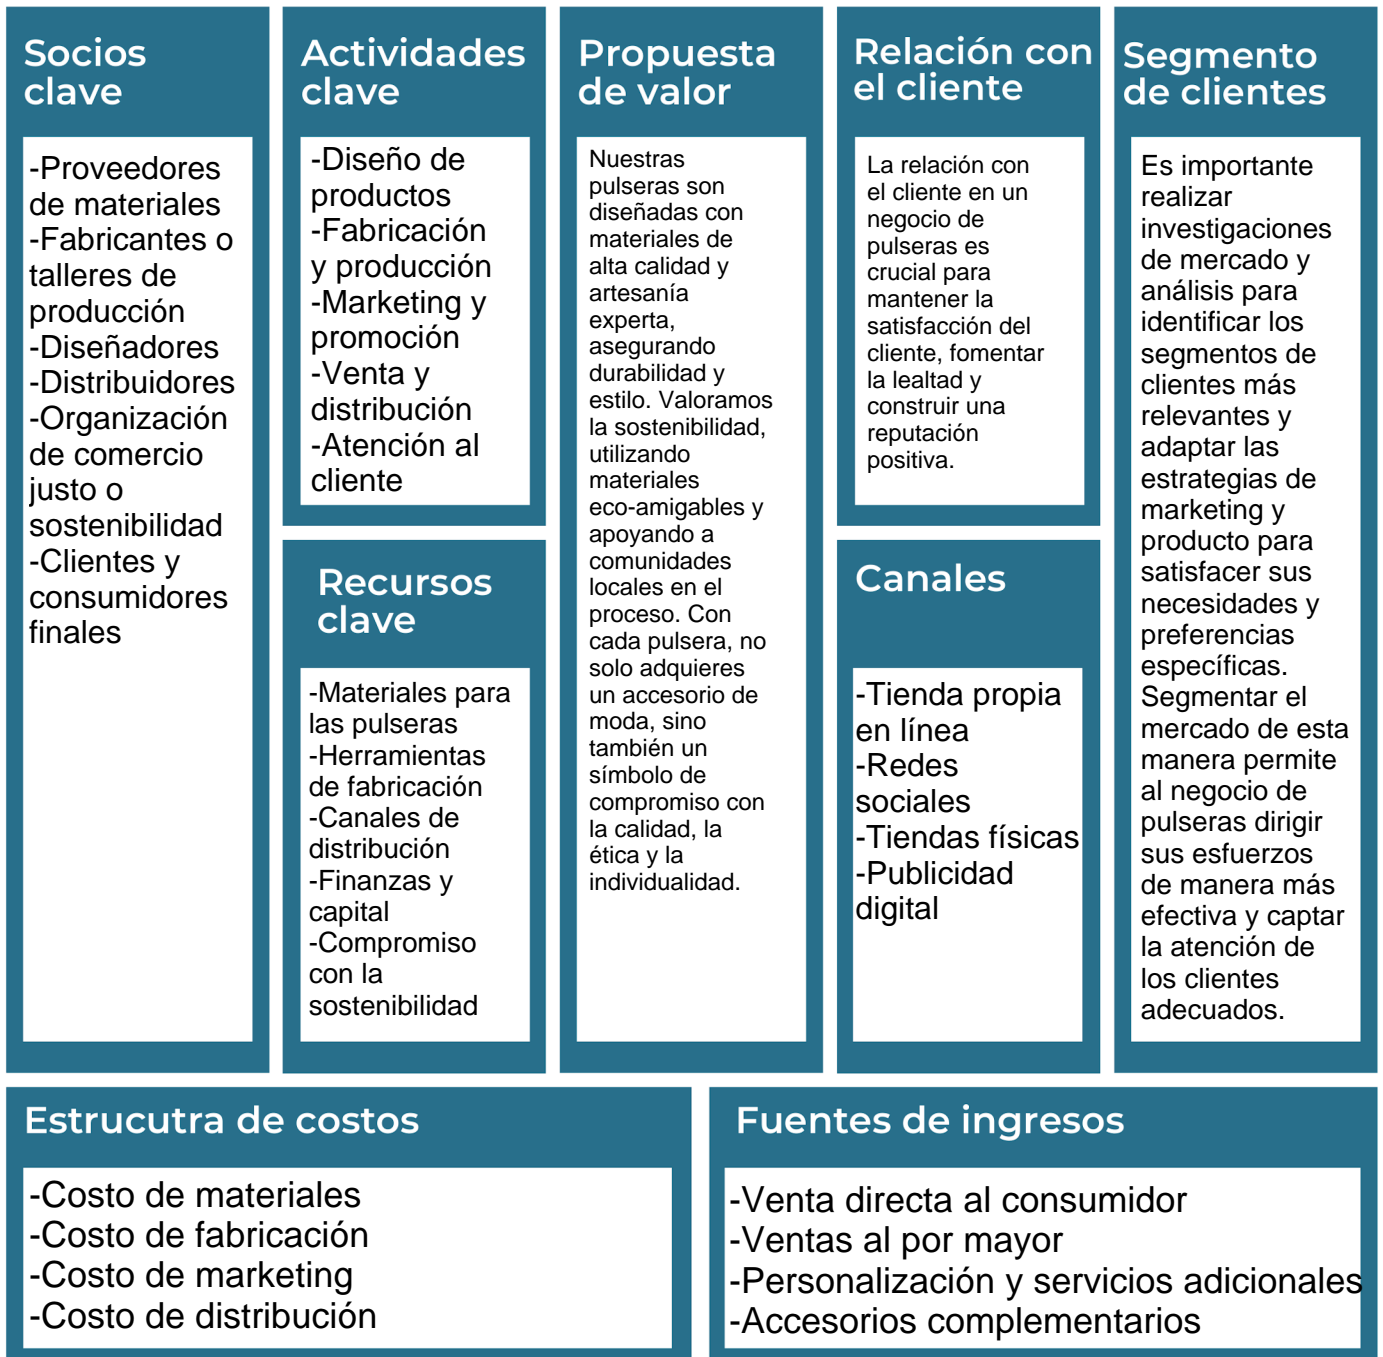 Socios
clave
-Proveedores
de materiales
-Fabricantes o
talleres de
producción
-Diseñadores
-Distribuidores
-Organización
de comercio
justo o
sostenibilidad
-Clientes y
consumidores
finales
Actividades
clave
-Diseño de
productos
-Fabricación
y producción
-Marketing y
promoción
-Venta y
distribución
-Atención al
cliente
Recursos
clave
-Materiales para
las pulseras
-Herramientas
de fabricación
-Canales de
distribución
-Finanzas y
capital
-Compromiso
con la
sostenibilidad
Propuesta
de valor
Nuestras
pulseras son
diseñadas con
materiales de
alta calidad y
artesanía
experta,
asegurando
durabilidad y
estilo. Valoramos
la sostenibilidad,
utilizando
materiales
eco-amigables y
apoyando a
comunidades
locales en el
proceso. Con
cada pulsera, no
solo adquieres
un accesorio de
moda, sino
también un
símbolo de
compromiso con
la calidad, la
ética y la
individualidad.
Relación con
el cliente
La relación con
el cliente en un
negocio de
pulseras es
crucial para
mantener la
satisfacción del
cliente, fomentar
la lealtad y
construir una
reputación
positiva.
Canales
-Tienda propia
en línea
-Redes
sociales
-Tiendas físicas
-Publicidad
digital
Segmento
de clientes
Es importante
realizar
investigaciones
de mercado y
análisis para
identificar los
segmentos de
clientes más
relevantes y
adaptar las
estrategias de
marketing y
producto para
satisfacer sus
necesidades y
preferencias
específicas.
Segmentar el
mercado de esta
manera permite
al negocio de
pulseras dirigir
sus esfuerzos
de manera más
efectiva y captar
la atención de
los clientes
adecuados.
Estrucutra de costos
-Costo de materiales
-Costo de fabricación
-Costo de marketing
-Costo de distribución
Fuentes de ingresos
-Venta directa al consumidor
-Ventas al por mayor
-Personalización y servicios adicionales
-Accesorios complementarios